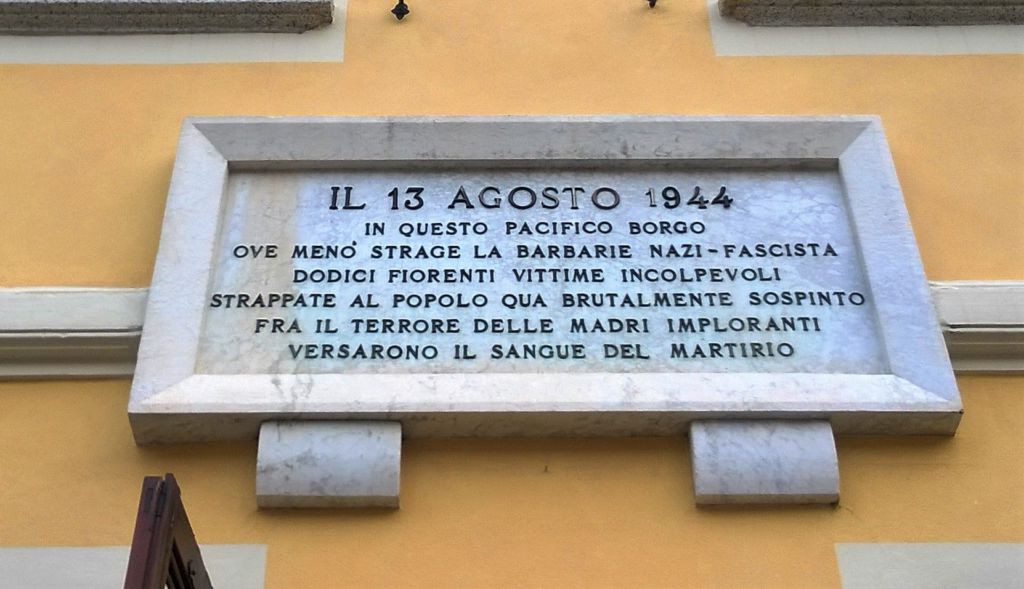 IL 13 AGOSTO 1944
IN QUESTO PACIFICO BORGO
OVE MENO' STRAGE LA BARBARIE NAZI-FASCISTA
DODICI FIORENTI VITTIME INCOLPEVOLI
STRAPPATE AL POPOLO QUA BRUTALMENTE SOSPINTO
FRA IL TERRORE DELLE MADRI IMPLORANTI
VERSARONO IL SANGUE DEL MARTIRIO